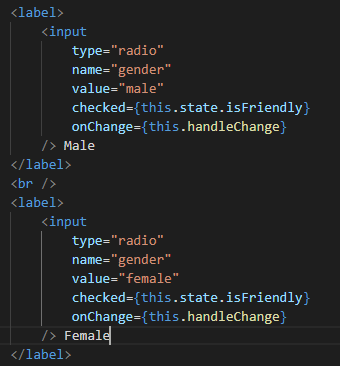 <label>
<input
type="radio"
name="gender"
value="male"
checked={this.state.isFriendly}
onChange={this.handleChange}
/> Male
</label>
<br />
<label>
<input
type="radio"
name="gender"
value="female"
checked={this.state.isFriendly}
onChange={this.handleChange}
/> Female
</label>